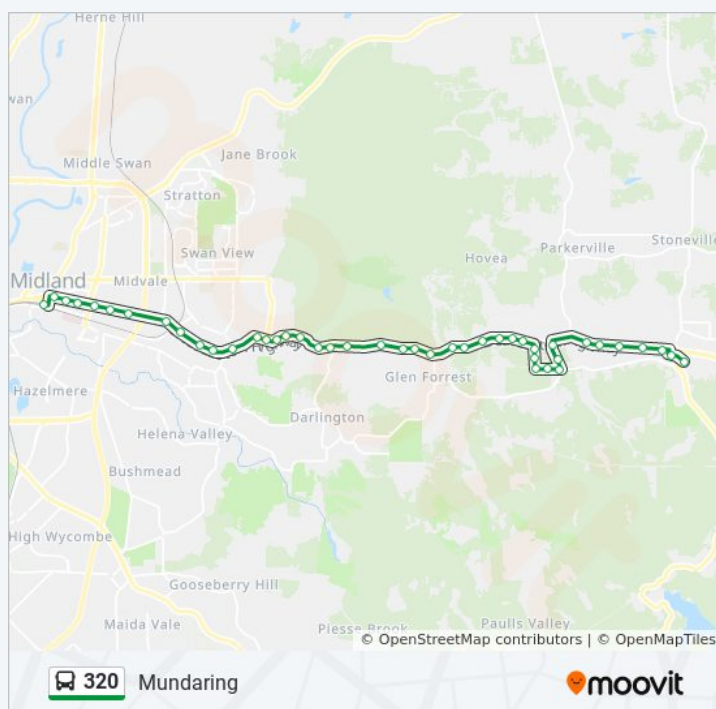 Herne Hill
Middle Swan
Jane Brook
Stratton
Swan View
Hovea
Parkerville
Stoneville
Midland
Midvale
Glen Forrest
Hazelmere
Darlington
Helena Valley
Bushmead
High Wycombe
Gooseberry Hill
Maida Vale
Piesse Brook
Paulls Valley
© OpenStreetMap contributors | © OpenMapTiles
320 Mundaring
moovit